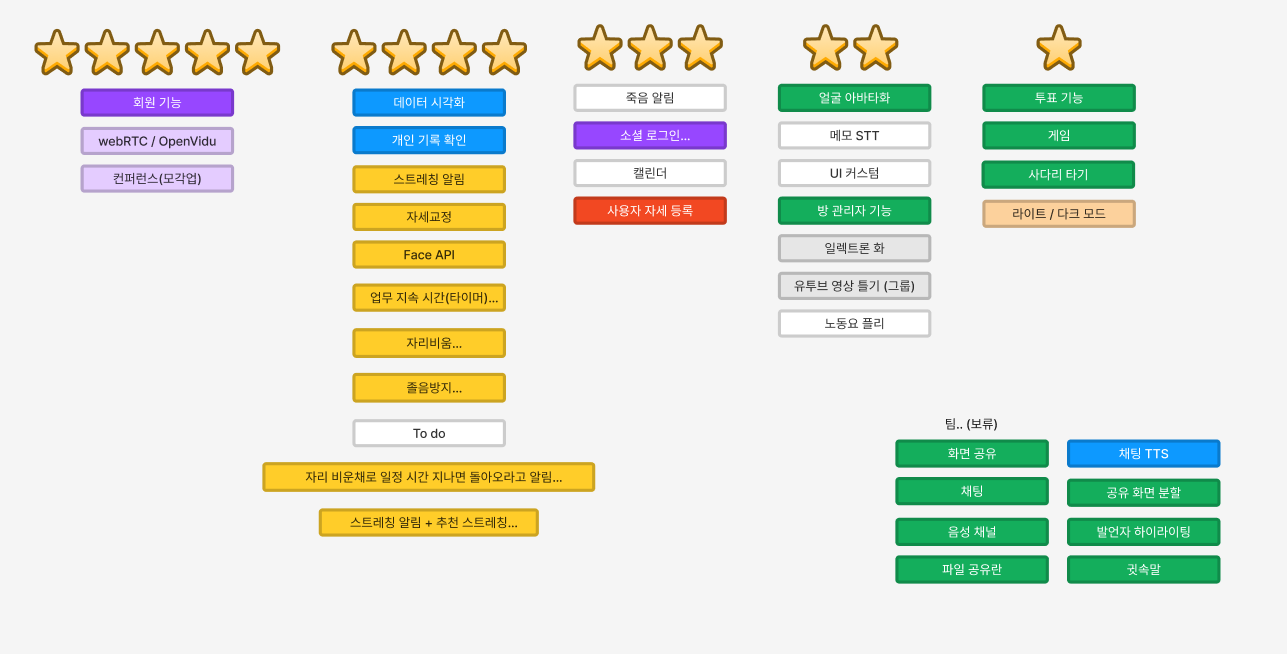 회원 기능
webRTC / OpenVidu
컨퍼런스(모각업)
데이터 시각화
개인 기록 확인
스트레칭 알림
자세교정
Face API
업무 지속 시간(타이머)...
자리비움...
졸음방지...
To do
자리 비운채로 일정 시간 지나면 돌아오라고 알림...
스트레칭 알림 + 추천 스트레칭...
죽음 알림
소셜 로그인...
캘린더
사용자 자세 등록
얼굴 아바타화
메모 STT
UI 커스텀
방 관리자 기능
일렉트론 화
유투브 영상 틀기 (그룹)
노동요 플리
투표 기능
게임
사다리 타기
라이트 / 다크 모드
팀.. (보류)
화면 공유
채팅
음성 채널
파일 공유란
채팅 TTS
공유 화면 분할
발언자 하이라이팅
귓속말